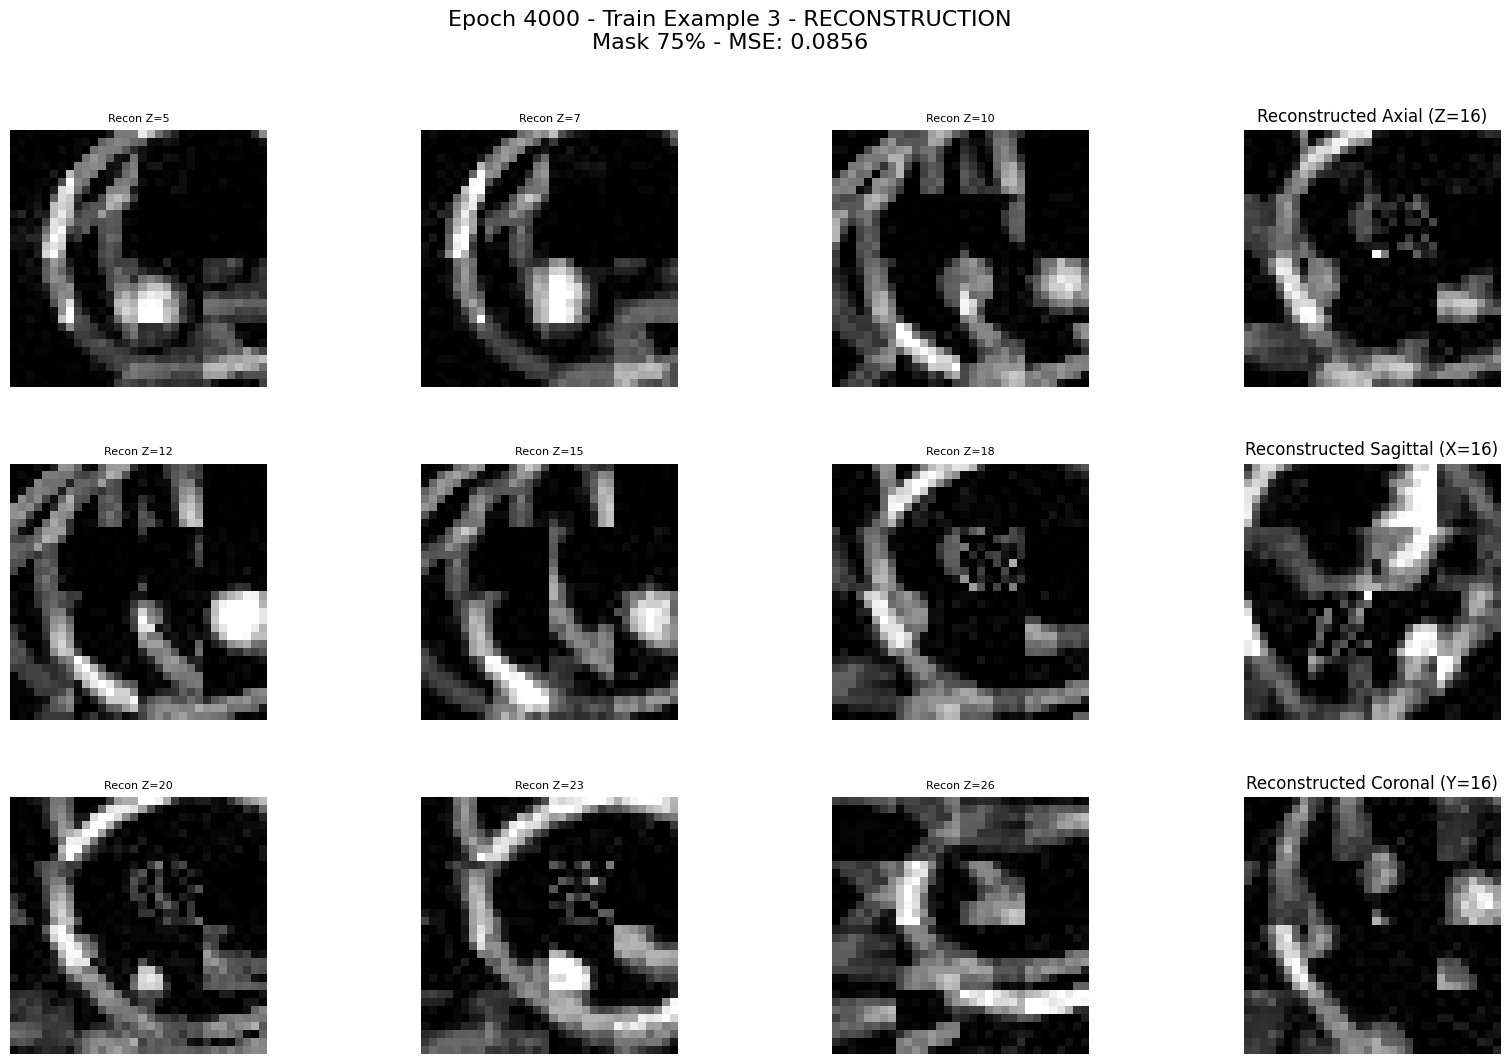 Epoch 4000 - Train Example 3 - RECONSTRUCTION
Mask 75% - MSE: 0.0856
Recon Z=5
Recon Z=7
Recon Z=10
Reconstructed Axial (Z=16)
Recon Z=12
Recon Z=15
Recon Z=18
Reconstructed Sagittal (X=16)
Recon Z=20
Recon Z=23
Recon Z=26
Reconstructed Coronal (Y=16)